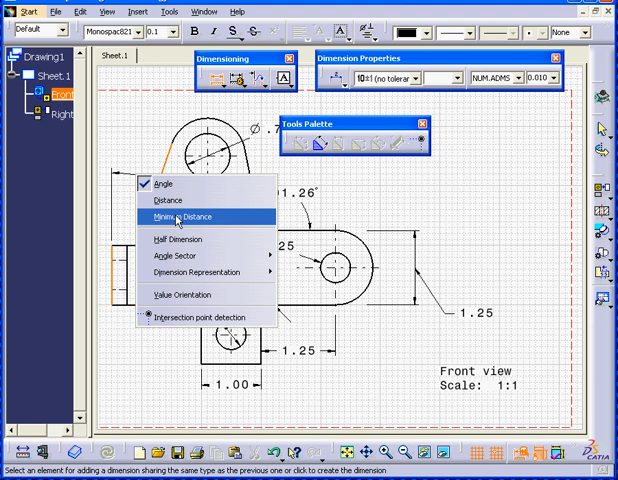 Start File Edit View Insert Tools Window Help
Default
Monospac821
0.1
B I S
A
None
Drawing1
Sheet.1
Front
Right
Sheet.1
Dimensioning
Dimension Properties
(no toleran
NUM.ADMS
0.010
Tools Palette
Ø .7
Angle
Distance
Minimum Distance
Half Dimension
Angle Sector
Dimension Representation
Value Orientation
Intersection point detection
1.26°
25
1.25
1.25
1.00
Front view
Scale: 1:1
CATIA
Select an element for adding a dimension sharing the same type as the previous one or click to create the dimension